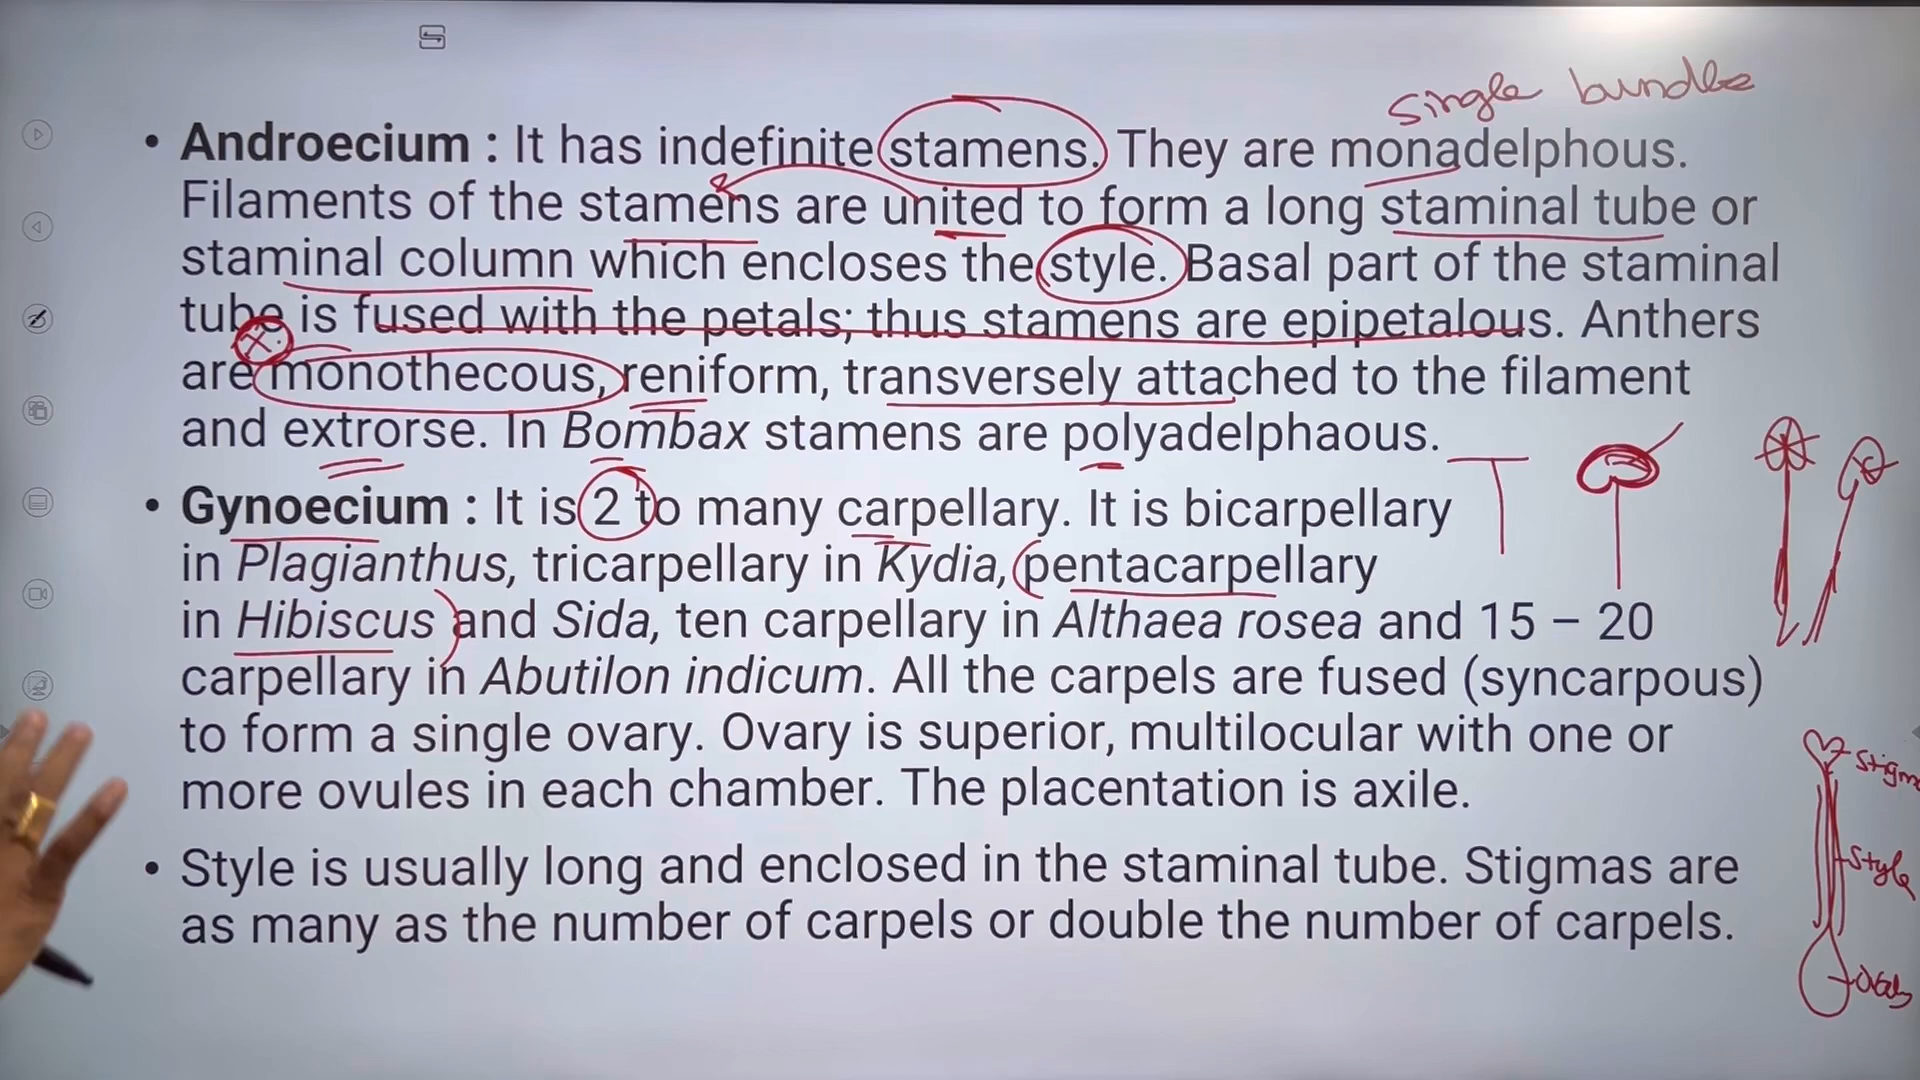 single bundle
• Androecium : It has indefinite stamens. They are monadelphous.
Filaments of the stamens are united to form a long staminal tube or
staminal column which encloses the style. Basal part of the staminal
tube is fused with the petals; thus stamens are epipetalous. Anthers
are monothecous, reniform, transversely attached to the filament
and extrorse. In Bombax stamens are polyadelphaous.
• Gynoecium : It is 2 to many carpellary. It is bicarpellary
in Plagianthus, tricarpellary in Kydia, pentacarpellary
in Hibiscus and Sida, ten carpellary in Althaea rosea and 15 – 20
carpellary in Abutilon indicum. All the carpels are fused (syncarpous)
to form a single ovary. Ovary is superior, multilocular with one or
more ovules in each chamber. The placentation is axile.
Stigm
• Style is usually long and enclosed in the staminal tube. Stigmas are
as many as the number of carpels or double the number of carpels.
Style